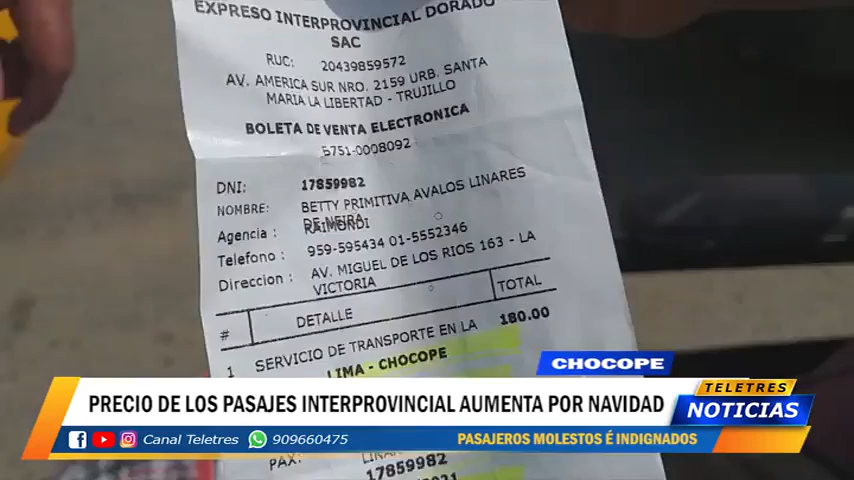 EXPRESO INTERPROVINCIAL DORADO
SAC
RUC: 20439859572
AV. AMERICA SUR NRO. 2159 URB. SANTA
MARIA LA LIBERTAD - TRUJILLO
BOLETA DE VENTA ELECTRONICA
5751-0008092
DNI: 17859982
NOMBRE: BETTY PRIMITIVA AVALOS LINARES
DE NEIRA
Agencia : RAIMONDI
Telefono : 959-595434 01-5552346
Direccion : AV. MIGUEL DE LOS RIOS 163 - LA
VICTORIA
# DETALLE TOTAL
1 SERVICIO DE TRANSPORTE EN LA 180.00
LIMA - CHOCOPE
CHOCOPE
PRECIO DE LOS PASAJES INTERPROVINCIAL AUMENTA POR NAVIDAD
TELETRES
NOTICIAS
Canal Teletres 909660475
PASAJEROS MOLESTOS É INDIGNADOS
PAX:
17859982